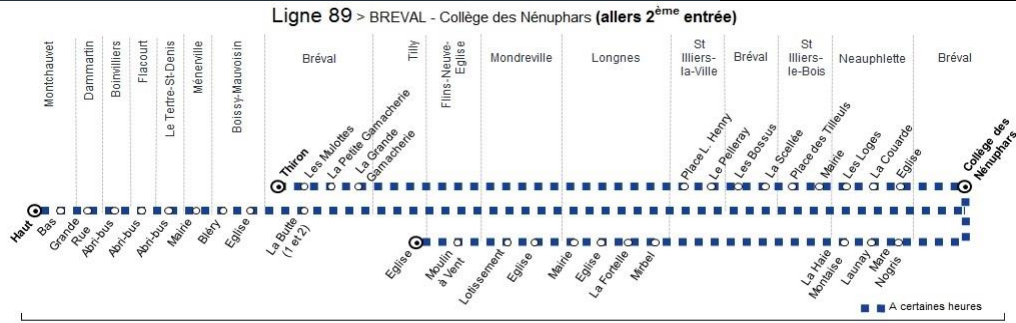 Ligne 89 > BREVAL - Collège des Nénuphars (allers 2ème entrée)
Montchauvet
Dammartin
Boinvilliers
Flacourt
Le Tertre-St-Denis
Ménerville
Boissy-Mauvoisin
Bréval
Tilly
Flins-Neuve-
Eglise
Mondreville
Longnes
St
Illiers-
la-Ville
Bréval
St
Illiers-
le-Bois
Neauphlette
Bréval
Thiron
Les Mulottes
La Petite Gamacherie
La Grande
Gamacherie
Place L. Henry
Le Pelleray
Les Bossus
La Scellée
Place des Tilleuls
Mairie
Les Loges
La Couarde
Eglise
Collège des
Nénuphars
Haut
Bas
Grande
Rue
Abri-bus
Abri-bus
Abri-bus
Mairie
Bléry
Eglise
La Butte
(1 et 2)
Eglise
Moulin
à Vent
Lotissement
Eglise
Mairie
Eglise
La Fortelle
Mirbel
La Haie
Montaise
Launay
Mare
Nogris
A certaines heures